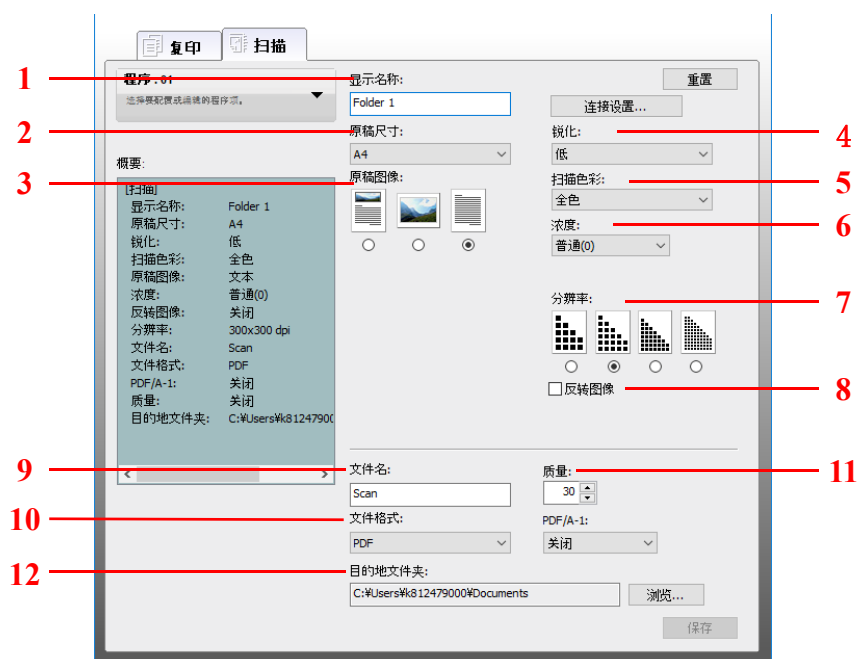 复印 扫描
程序 : 01
选择要配置或编辑的程序项。
概要:
[扫描]
显示名称: Folder 1
原稿尺寸: A4
锐化: 低
扫描色彩: 全色
原稿图像: 文本
浓度: 普通(0)
反转图像: 关闭
分辨率: 300x300 dpi
文件名: Scan
文件格式: PDF
PDF/A-1: 关闭
质量: 关闭
目的地文件夹: C:¥Users¥k81247900
1 显示名称: 重置
Folder 1 连接设置...
2 原稿尺寸: 锐化: 4
A4 低
3 原稿图像: 扫描色彩: 5
全色
浓度: 6
普通(0)
分辨率: 7
反转图像 8
9 文件名: 质量: 11
Scan 30
10 文件格式: PDF/A-1:
PDF 关闭
12 目的地文件夹:
C:¥Users¥k812479000¥Documents 浏览...
保存